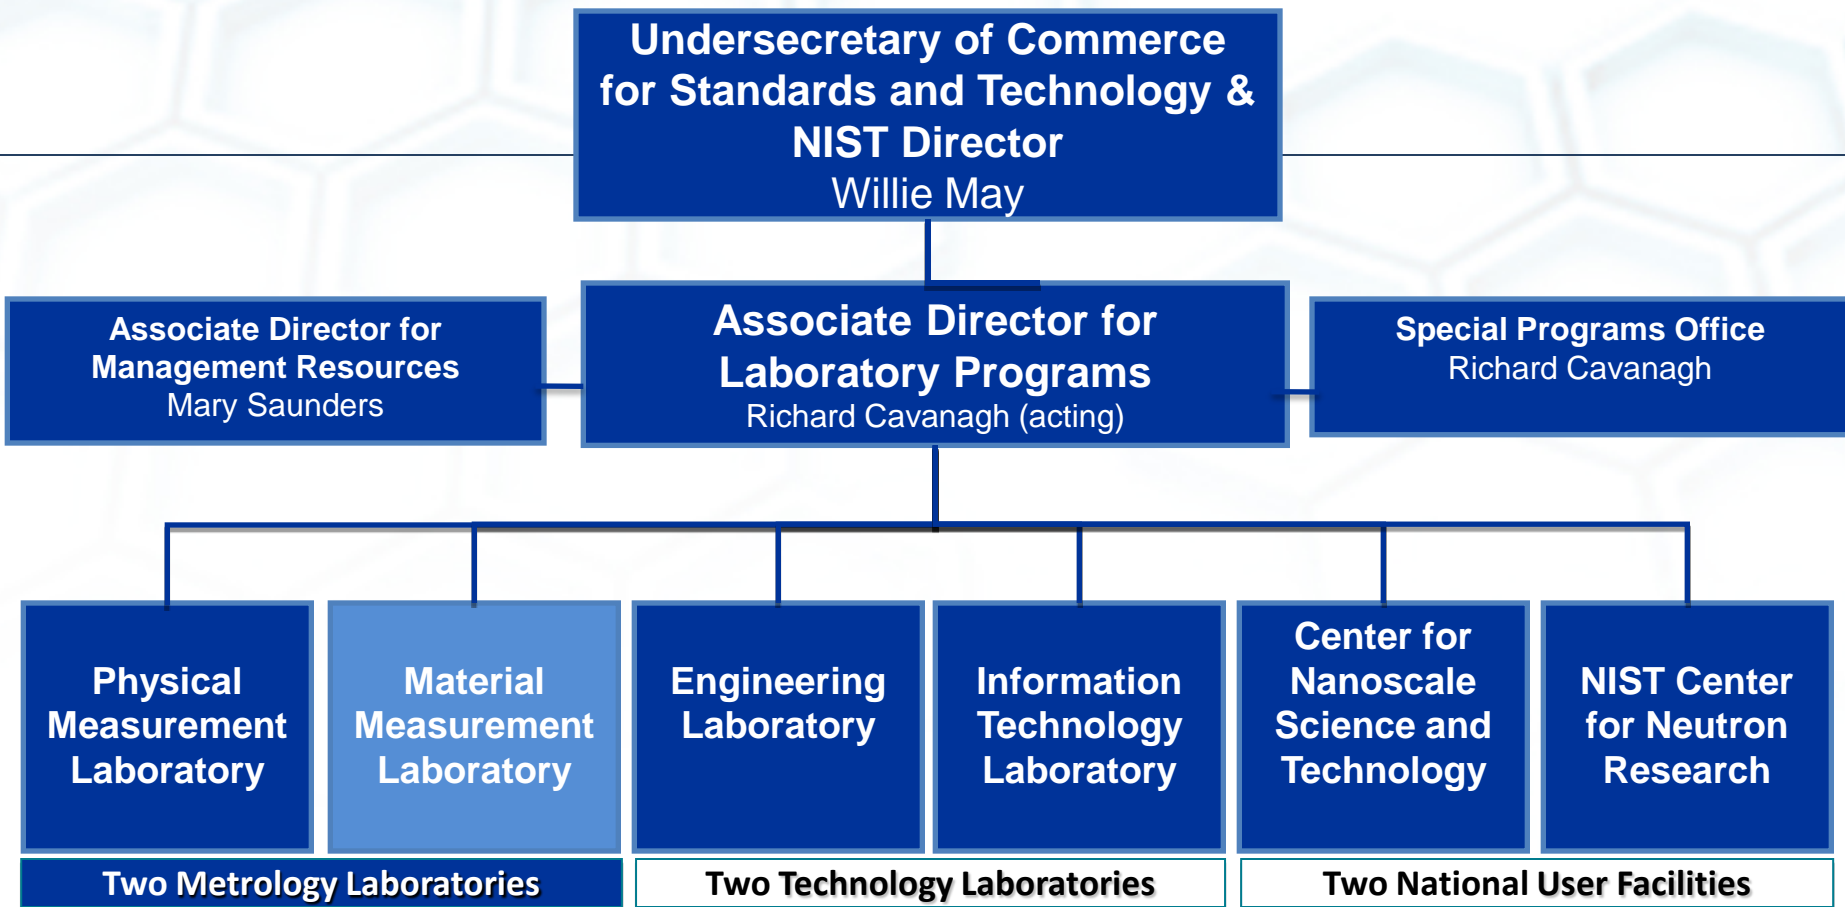 Undersecretary of Commerce
for Standards and Technology &
NIST Director
Willie May
Associate Director for
Management Resources
Mary Saunders
Associate Director for
Laboratory Programs
Richard Cavanagh (acting)
Special Programs Office
Richard Cavanagh
Physical
Measurement
Laboratory
Material
Measurement
Laboratory
Engineering
Laboratory
Information
Technology
Laboratory
Center for
Nanoscale
Science and
Technology
NIST Center
for Neutron
Research
Two Metrology Laboratories
Two Technology Laboratories
Two National User Facilities